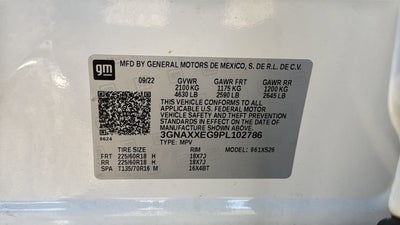 gm
MFD BY GENERAL MOTORS DE MEXICO, S. DE R.L. DE C.V.
09/22 GVWR GAWR FRT GAWR RR
2100 KG 1175 KG 1200 KG
4630 LB 2590 LB 2645 LB
THIS VEHICLE CONFORMS TO ALL
APPLICABLE U.S. FEDERAL MOTOR
VEHICLE SAFETY AND THEFT PREVENTION
STANDARDS IN EFFECT ON THE DATE OF
MANUFACTURE SHOWN ABOVE.
3GNAXXEG9PL102786
TYPE: MPV
0624
TIRE SIZE RIM MODEL: 961XS26
FRT 225/60R18 H 18X7J
RR 225/60R18 H 18X7J
SPA T135/70R16 M 16X4BT